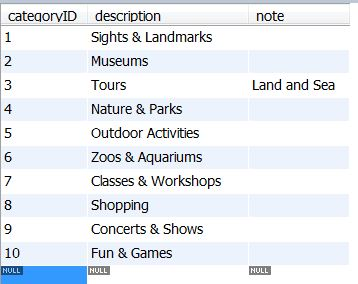 categoryID description note
1 Sights & Landmarks
2 Museums
3 Tours Land and Sea
4 Nature & Parks
5 Outdoor Activities
6 Zoos & Aquariums
7 Classes & Workshops
8 Shopping
9 Concerts & Shows
10 Fun & Games
NULL NULL NULL